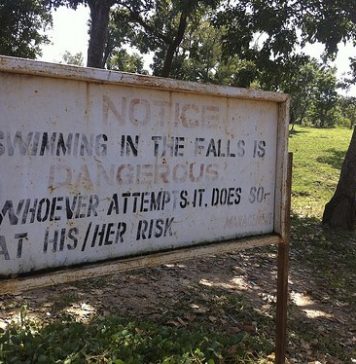 NOTICE
SWIMMING IN THE FALLS IS
DANGEROUS
WHOEVER ATTEMPTS IT, DOES SO-
AT HIS/HER RISK.